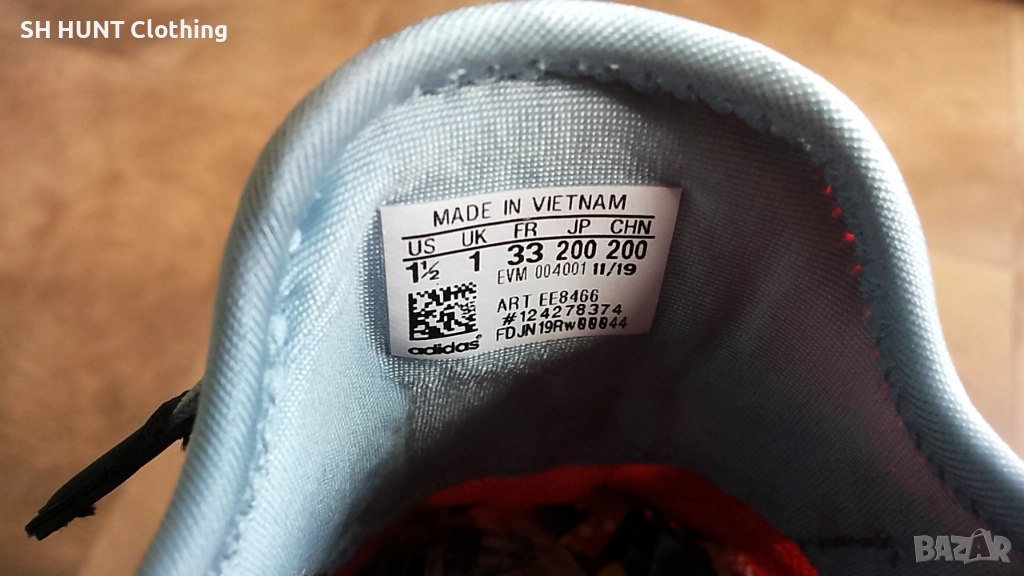 SH HUNT Clothing
MADE IN VIETNAM
US UK FR JP CHN
1½ 1 33 200 200
EVM 004001 11/19
ART EE8466
#124278374
FDJN19RW00044
adidas
BAZAR